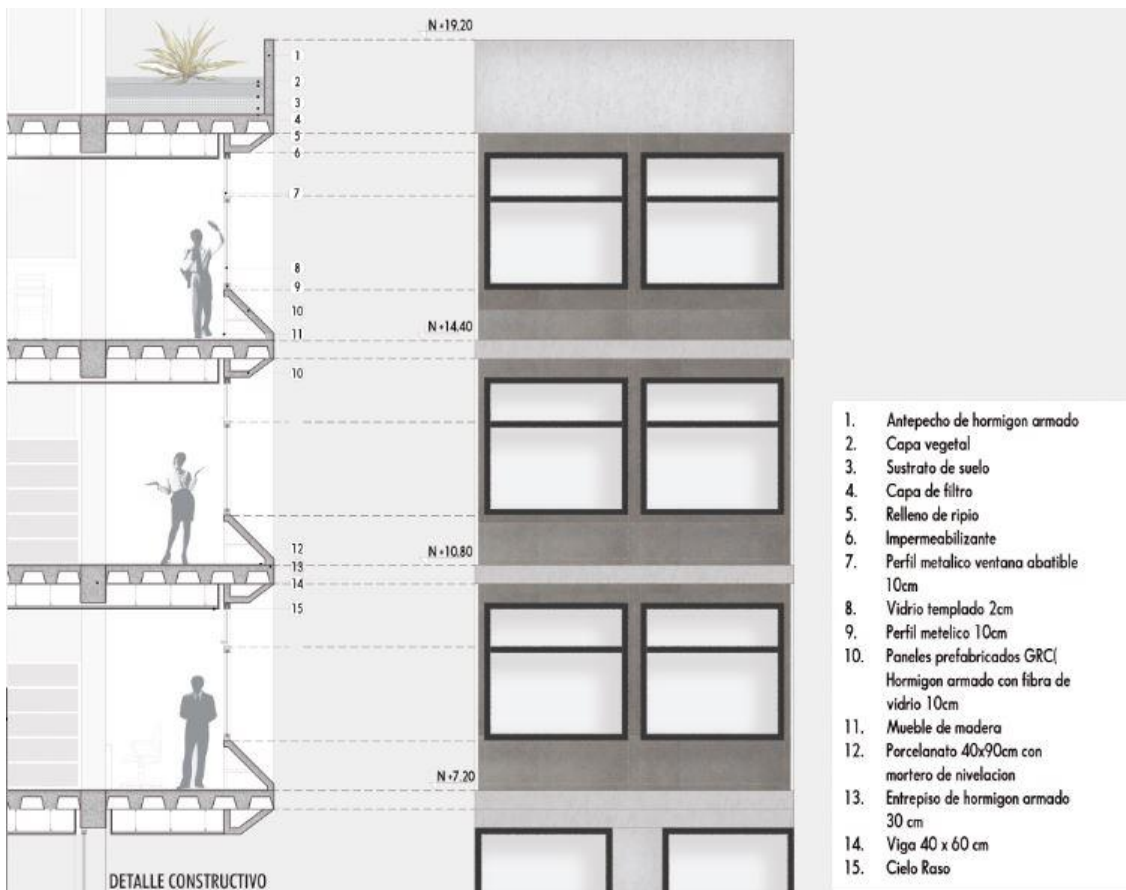 N +19.20
1
2
3
4
5
6
7
8
9
10
11
N +14.40
10
12
N +10.80
13
14
15
N +7.20
DETALLE CONSTRUCTIVO
1. Antepecho de hormigon armado
2. Capa vegetal
3. Sustrato de suelo
4. Capa de filtro
5. Relleno de ripio
6. Impermeabilizante
7. Perfil metalico ventana abatible
10cm
8. Vidrio templado 2cm
9. Perfil metelico 10cm
10. Paneles prefabricados GRC(
Hormigon armado con fibra de
vidrio 10cm
11. Mueble de madera
12. Porcelanato 40x90cm con
mortero de nivelacion
13. Entrepiso de hormigon armado
30 cm
14. Viga 40 x 60 cm
15. Cielo Raso